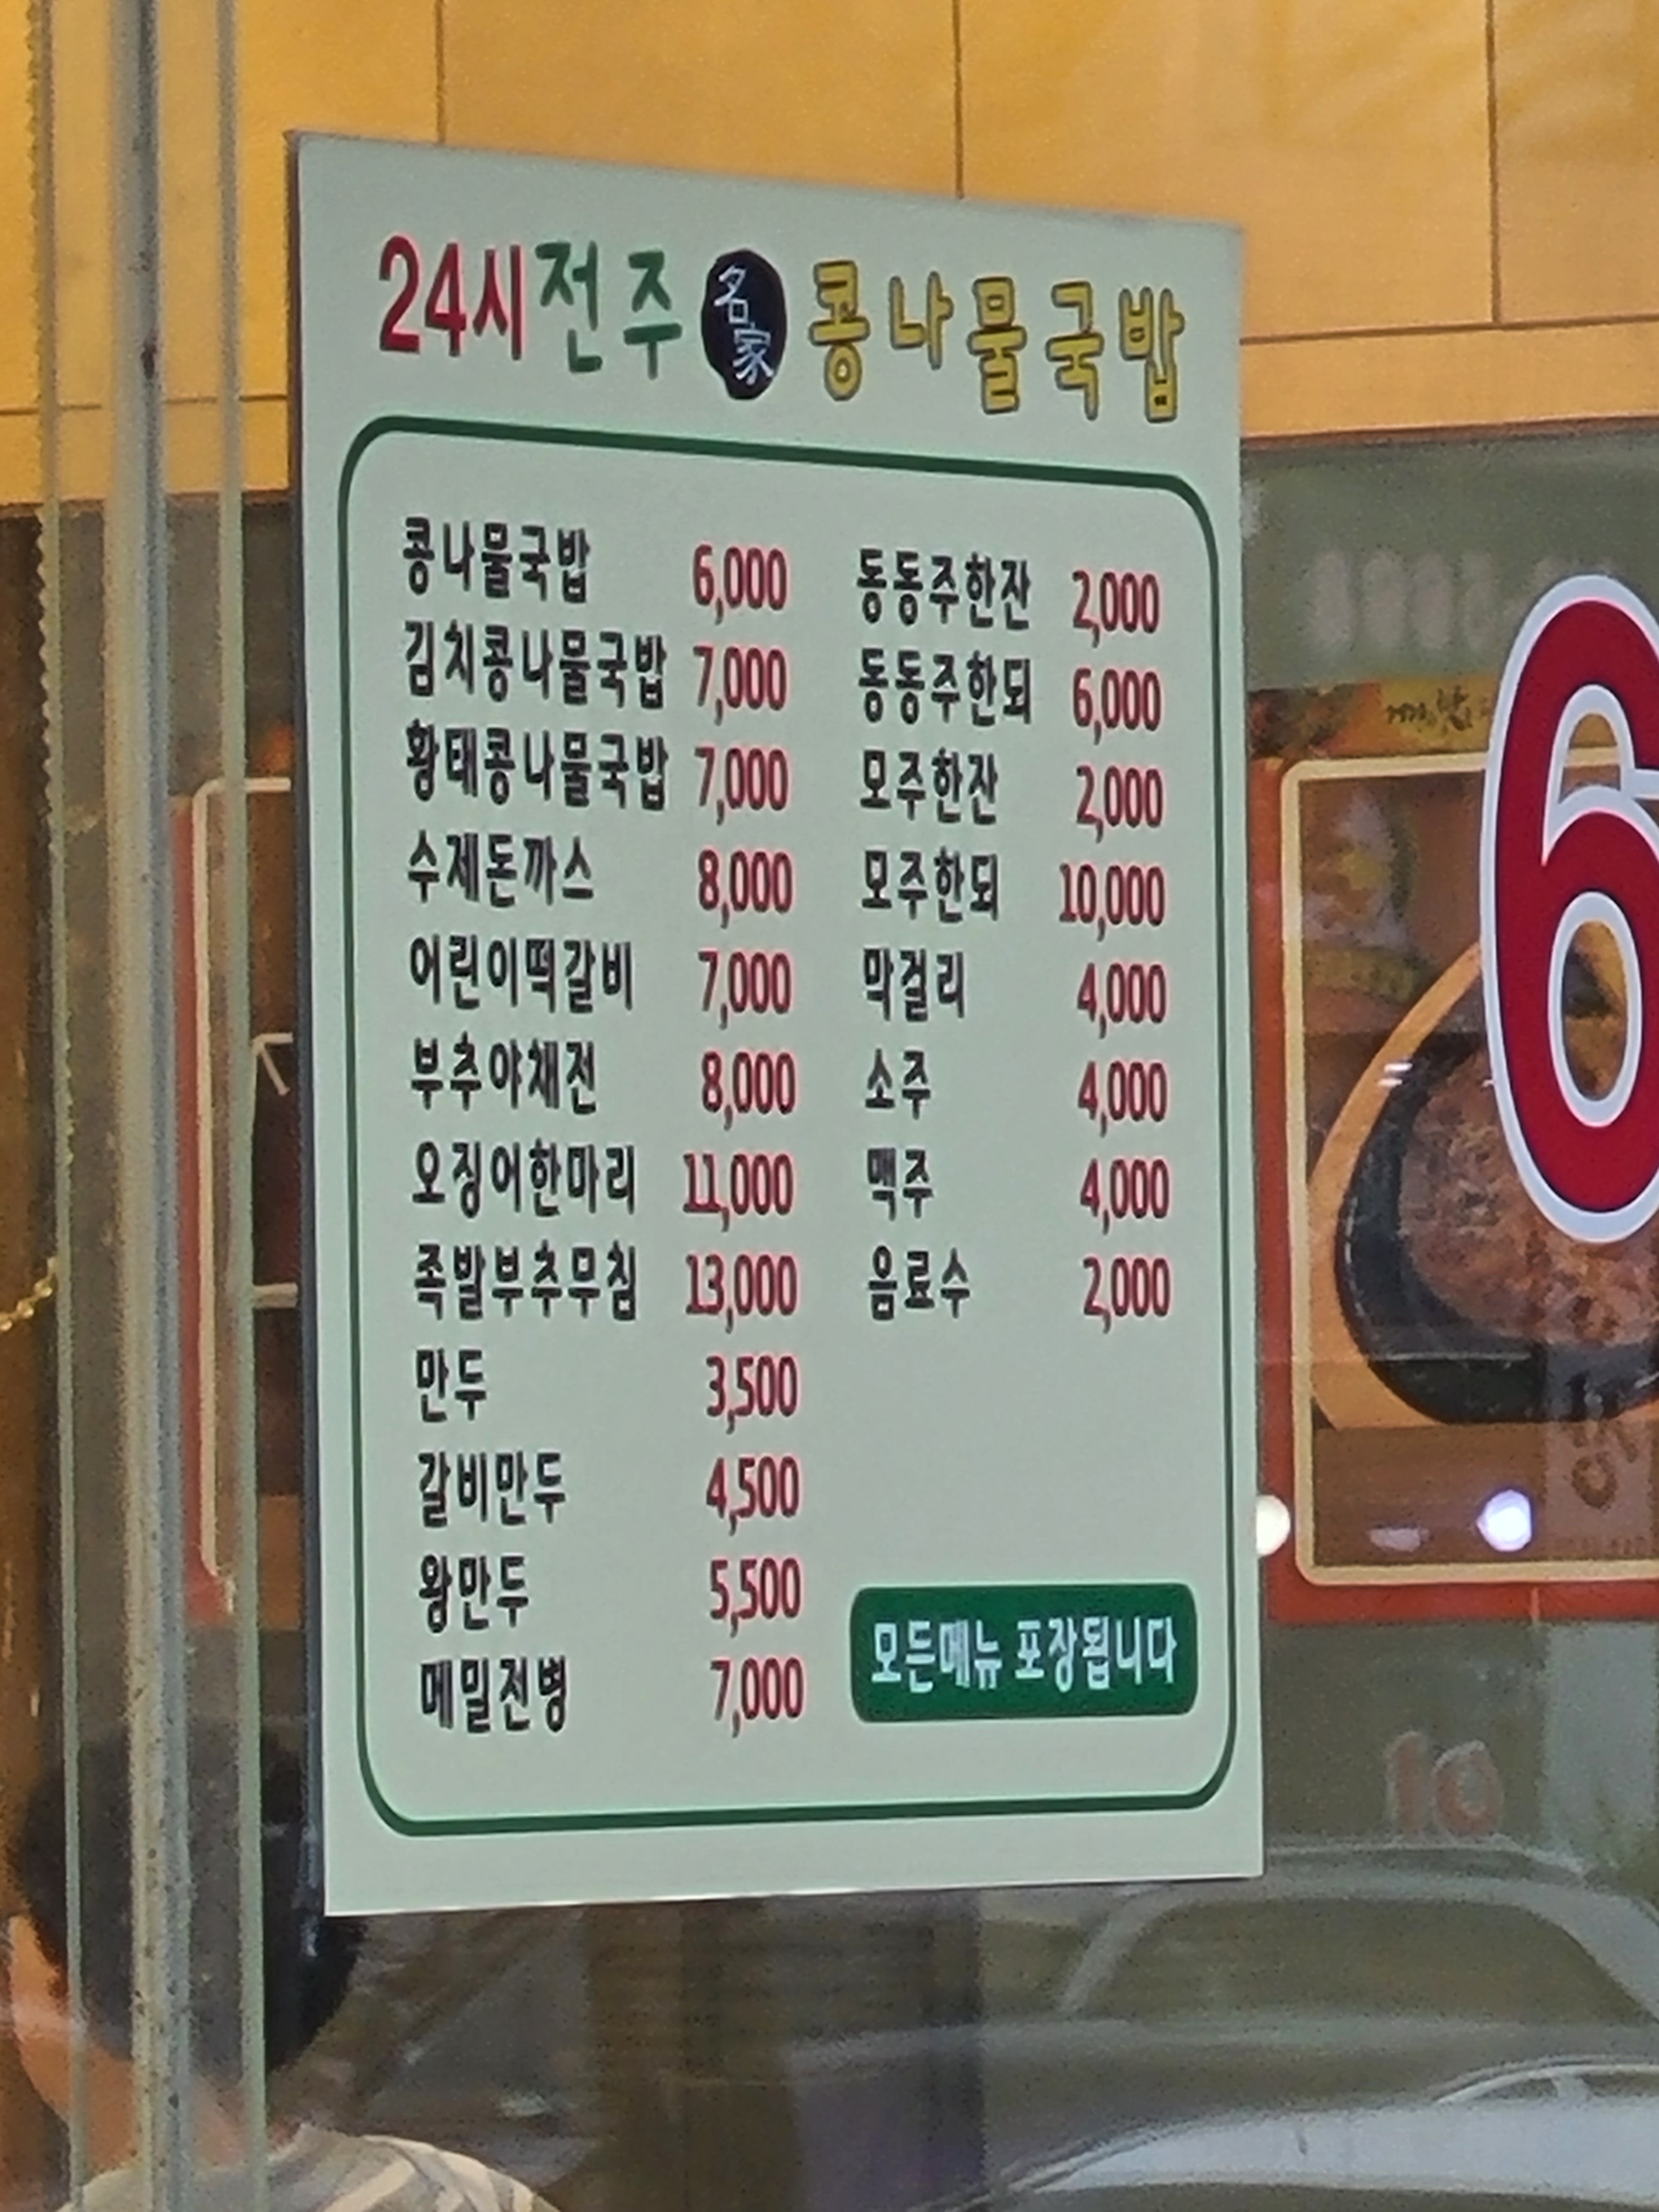 24시전주 名家 콩나물국밥
콩나물국밥 6,000
김치콩나물국밥 7,000
황태콩나물국밥 7,000
수제돈까스 8,000
어린이떡갈비 7,000
부추야채전 8,000
오징어한마리 11,000
족발부추무침 13,000
만두 3,500
갈비만두 4,500
왕만두 5,500
메밀전병 7,000
동동주한잔 2,000
동동주한되 6,000
모주한잔 2,000
모주한되 10,000
막걸리 4,000
소주 4,000
맥주 4,000
음료수 2,000
모든메뉴 포장됩니다
6
10